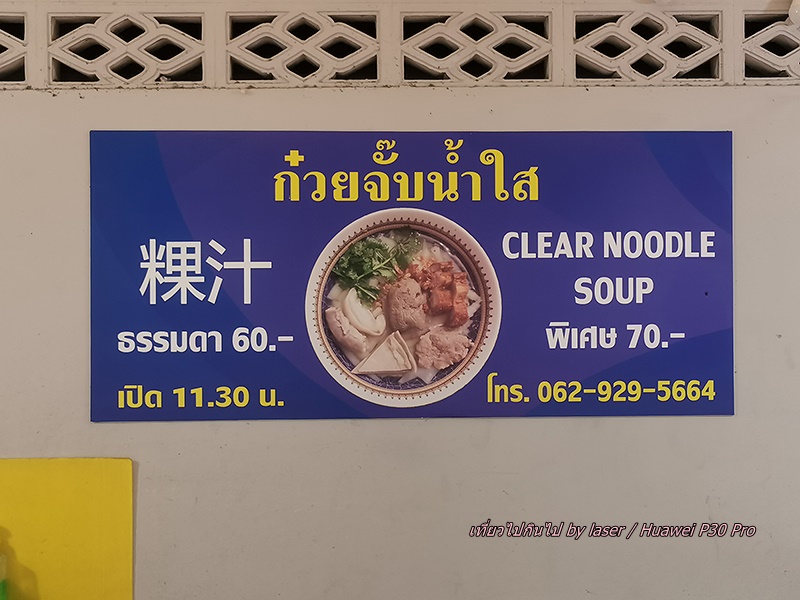 ก๋วยจั๊บน้ำใส
粿汁
CLEAR NOODLE
SOUP
ธรรมดา 60.-
พิเศษ 70.-
เปิด 11.30 น.
โทร. 062-929-5664
เที่ยวไปกินไป by laser / Huawei P30 Pro